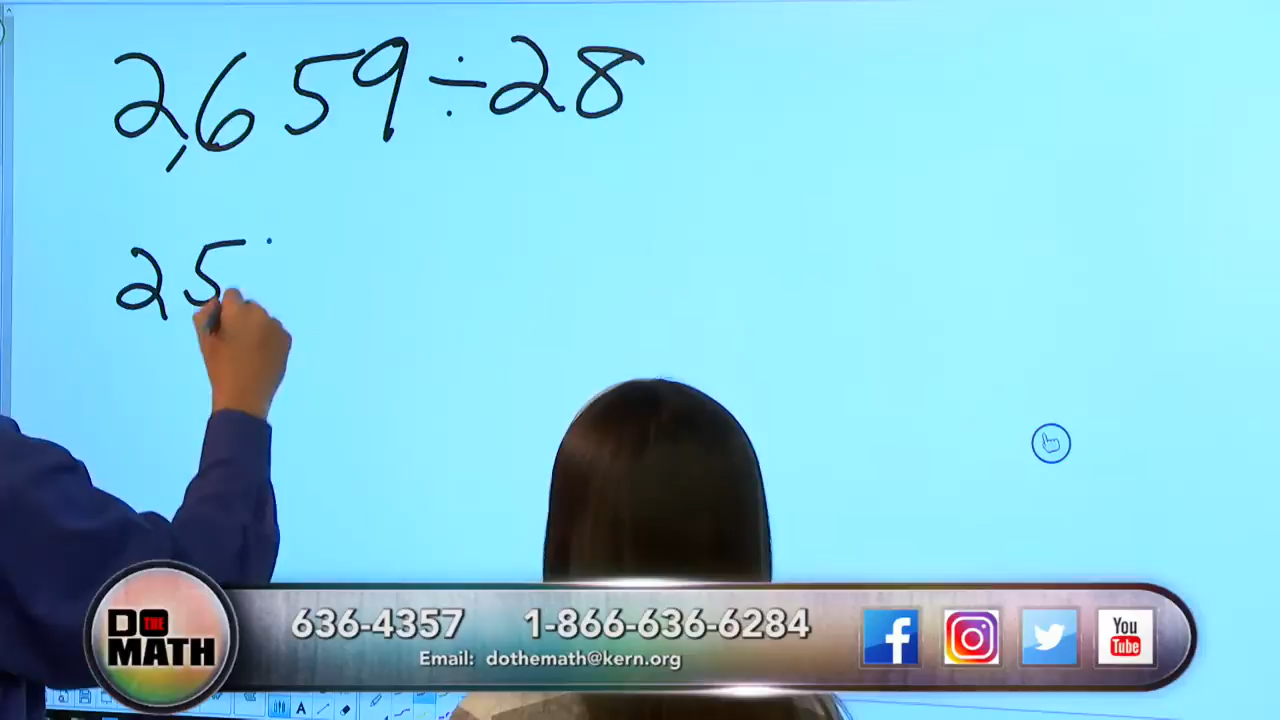 2,659÷28
25
DO THE MATH
636-4357 1-866-636-6284
Email: dothemath@kern.org
f
You Tube
A